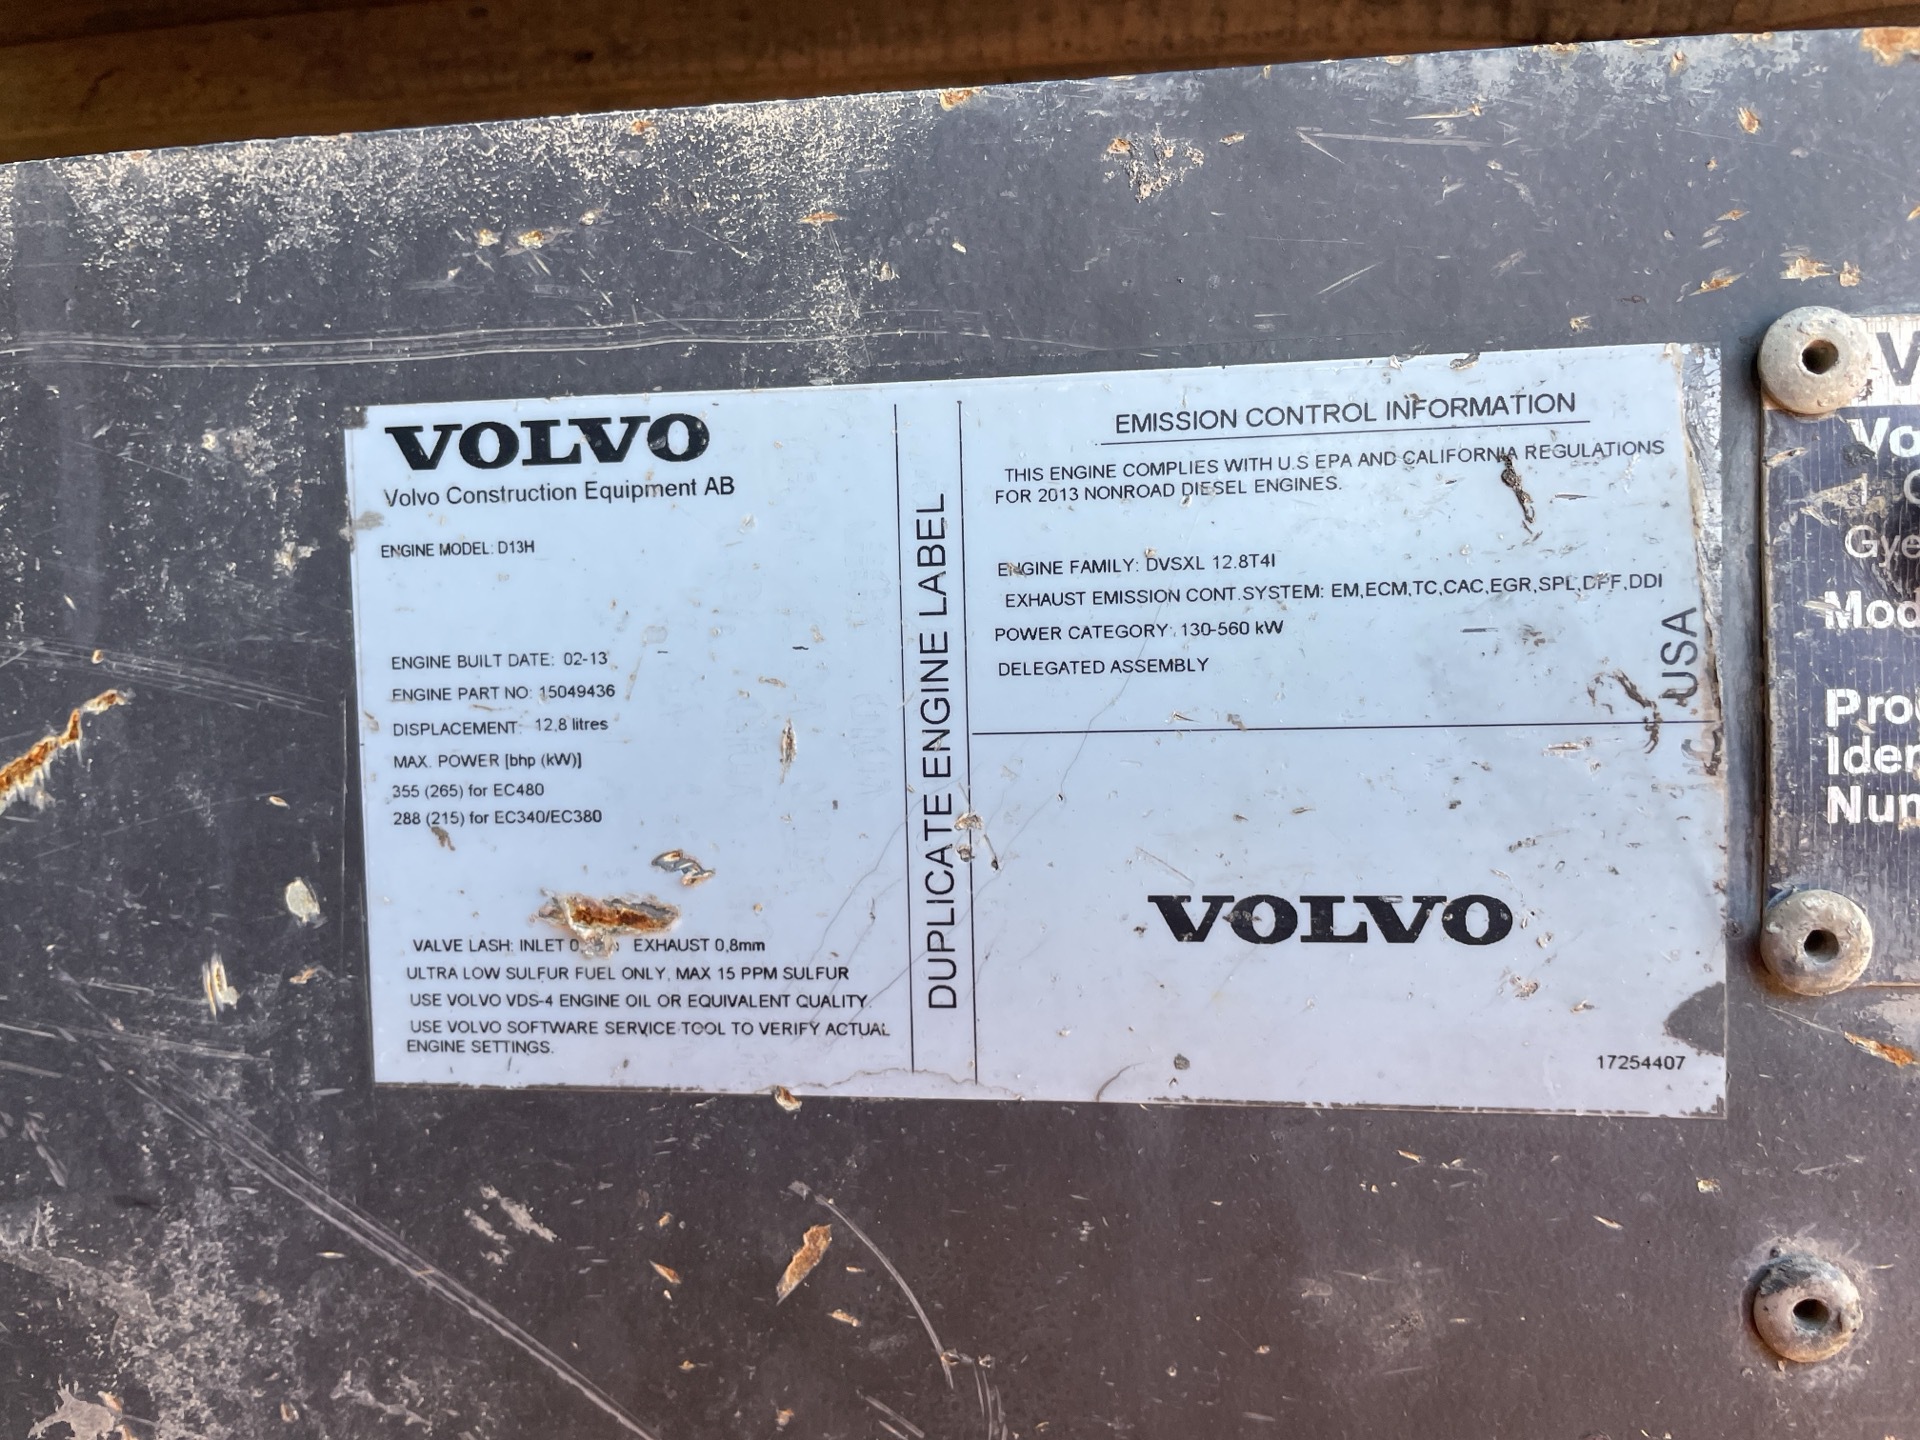 VOLVO
Volvo Construction Equipment AB
ENGINE MODEL: D13H
ENGINE BUILT DATE: 02-13
ENGINE PART NO: 15049436
DISPLACEMENT: 12,8 litres
MAX. POWER [bhp (kW)]
355 (265) for EC480
288 (215) for EC340/EC380
VALVE LASH: INLET EXHAUST 0,8mm
ULTRA LOW SULFUR FUEL ONLY, MAX 15 PPM SULFUR
USE VOLVO VDS-4 ENGINE OIL OR EQUIVALENT QUALITY.
USE VOLVO SOFTWARE SERVICE TOOL TO VERIFY ACTUAL
ENGINE SETTINGS.
DUPLICATE ENGINE LABEL
EMISSION CONTROL INFORMATION
THIS ENGINE COMPLIES WITH U.S EPA AND CALIFORNIA REGULATIONS
FOR 2013 NONROAD DIESEL ENGINES.
ENGINE FAMILY: DVSXL 12.8T4I
EXHAUST EMISSION CONT.SYSTEM: EM,ECM,TC,CAC,EGR,SPL,DPF,DDI
POWER CATEGORY: 130-560 kW
DELEGATED ASSEMBLY
USA
VOLVO
17254407